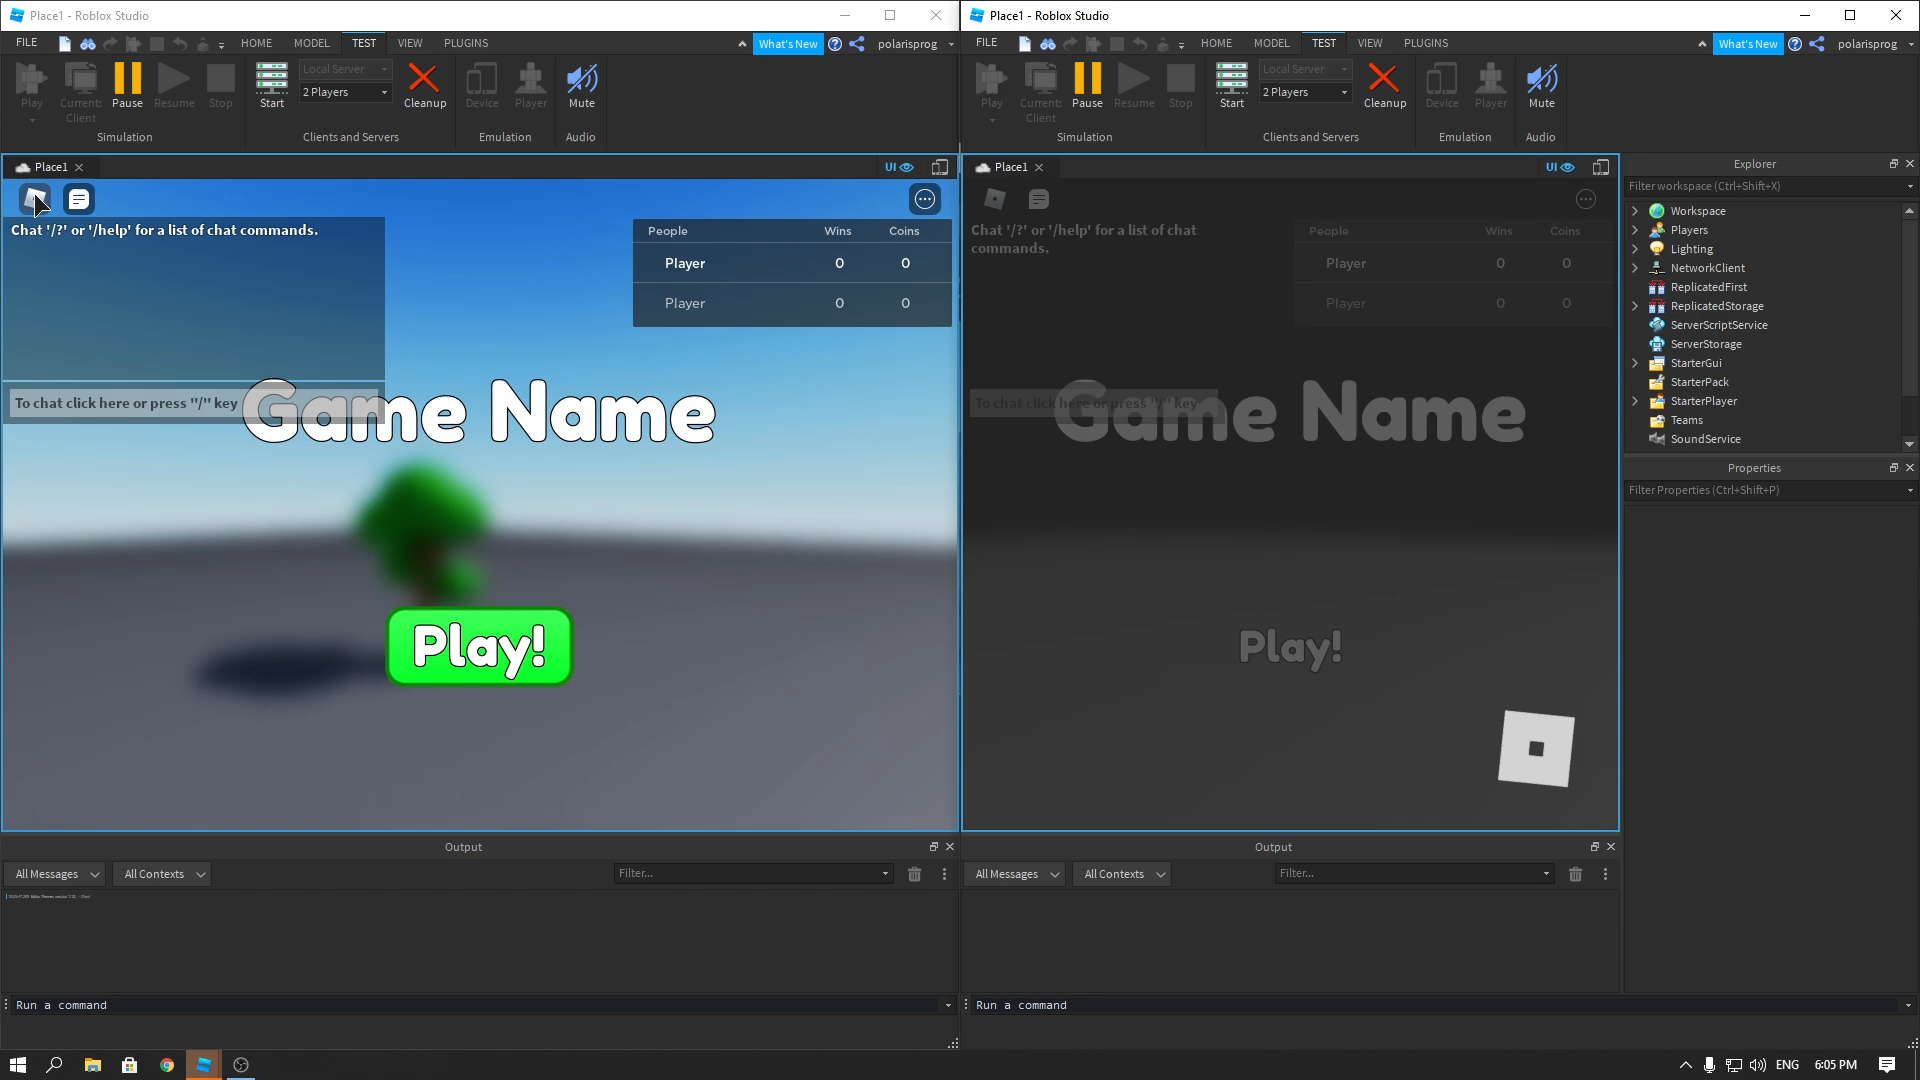 Place1 - Roblox Studio
FILE HOME MODEL TEST VIEW PLUGINS What's New polarisprog
Play Current: Client Pause Resume Stop Start Local Server 2 Players Cleanup Device Player Mute
Simulation Clients and Servers Emulation Audio
Place1 UI
Chat '/?' or '/help' for a list of chat commands.
People Wins Coins
Player 0 0
Player 0 0
To chat click here or press "/" key
Game Name
Play!
Output
All Messages All Contexts Filter...
Run a command
Place1 - Roblox Studio
FILE HOME MODEL TEST VIEW PLUGINS What's New polarisprog
Play Current: Client Pause Resume Stop Start Local Server 2 Players Cleanup Device Player Mute
Simulation Clients and Servers Emulation Audio
Place1 UI
Chat '/?' or '/help' for a list of chat
commands.
People Wins Coins
Player 0 0
Player 0 0
To chat click here or press "/" key
Game Name
Play!
Output
All Messages All Contexts Filter...
Run a command
Explorer
Filter workspace (Ctrl+Shift+X)
Workspace
Players
Lighting
NetworkClient
ReplicatedFirst
ReplicatedStorage
ServerScriptService
ServerStorage
StarterGui
StarterPack
StarterPlayer
Teams
SoundService
Properties
Filter Properties (Ctrl+Shift+P)
ENG 6:05 PM